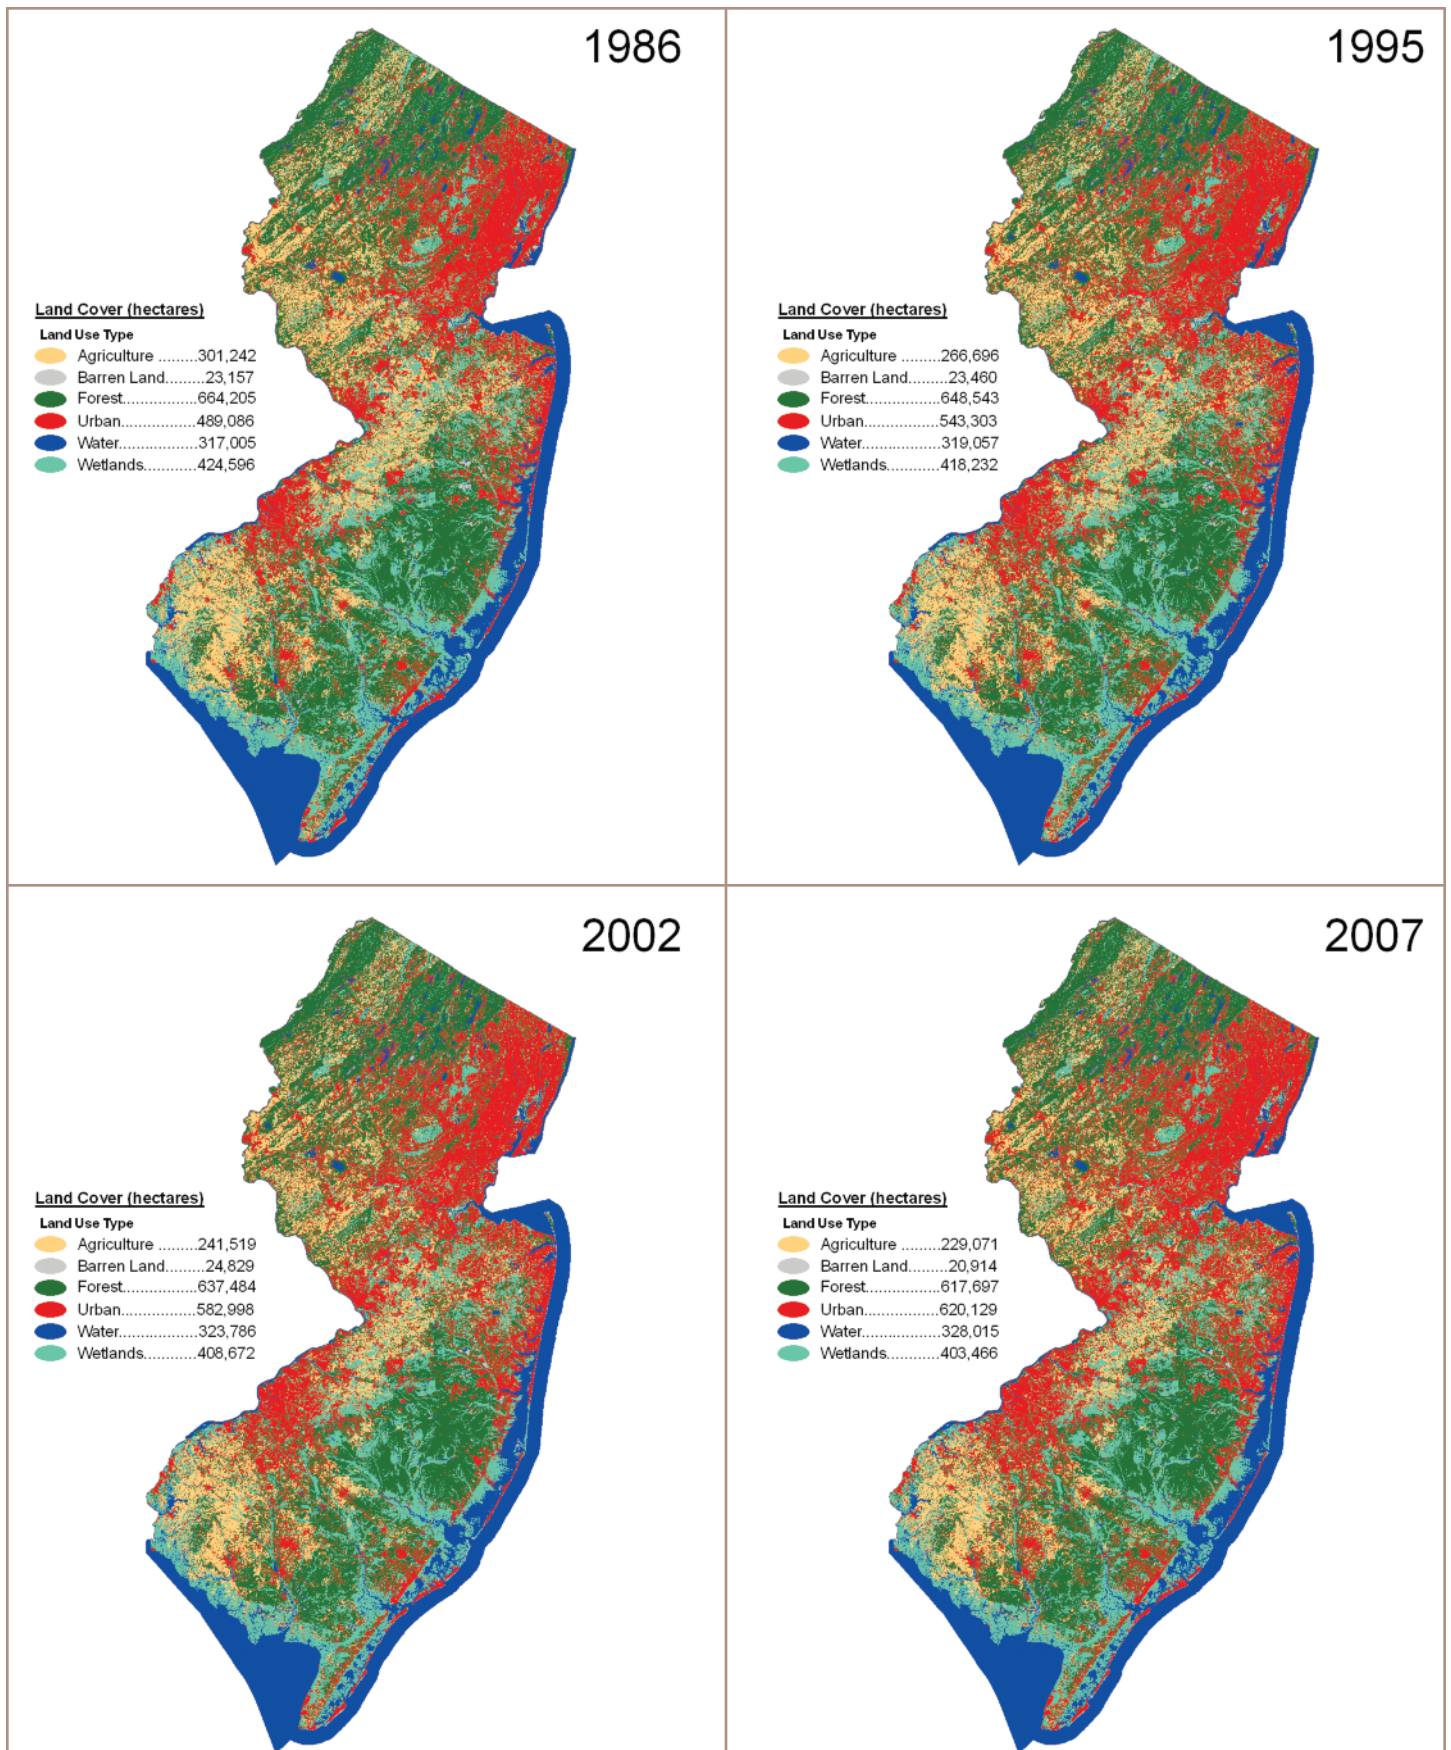 1986
Land Cover (hectares)
Land Use Type
Agriculture .........301,242
Barren Land.........23,157
Forest.................664,205
Urban.................489,086
Water..................317,005
Wetlands............424,596
1995
Land Cover (hectares)
Land Use Type
Agriculture .........266,696
Barren Land.........23,460
Forest.................648,543
Urban.................543,303
Water..................319,057
Wetlands............418,232
2002
Land Cover (hectares)
Land Use Type
Agriculture .........241,519
Barren Land.........24,829
Forest.................637,484
Urban.................582,998
Water..................323,786
Wetlands............408,672
2007
Land Cover (hectares)
Land Use Type
Agriculture .........229,071
Barren Land.........20,914
Forest.................617,697
Urban.................620,129
Water..................328,015
Wetlands............403,466